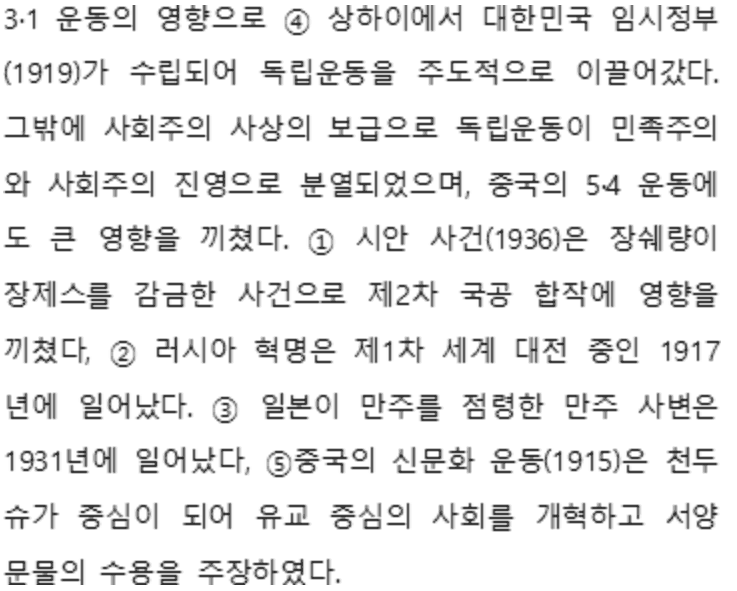 3·1 운동의 영향으로 ④ 상하이에서 대한민국 임시정부
(1919)가 수립되어 독립운동을 주도적으로 이끌어갔다.
그밖에 사회주의 사상의 보급으로 독립운동이 민족주의
와 사회주의 진영으로 분열되었으며, 중국의 5·4 운동에
도 큰 영향을 끼쳤다. ① 시안 사건(1936)은 장쉐량이
장제스를 감금한 사건으로 제2차 국공 합작에 영향을
끼쳤다, ② 러시아 혁명은 제1차 세계 대전 중인 1917
년에 일어났다. ③ 일본이 만주를 점령한 만주 사변은
1931년에 일어났다, ⑤중국의 신문화 운동(1915)은 천두
슈가 중심이 되어 유교 중심의 사회를 개혁하고 서양
문물의 수용을 주장하였다.